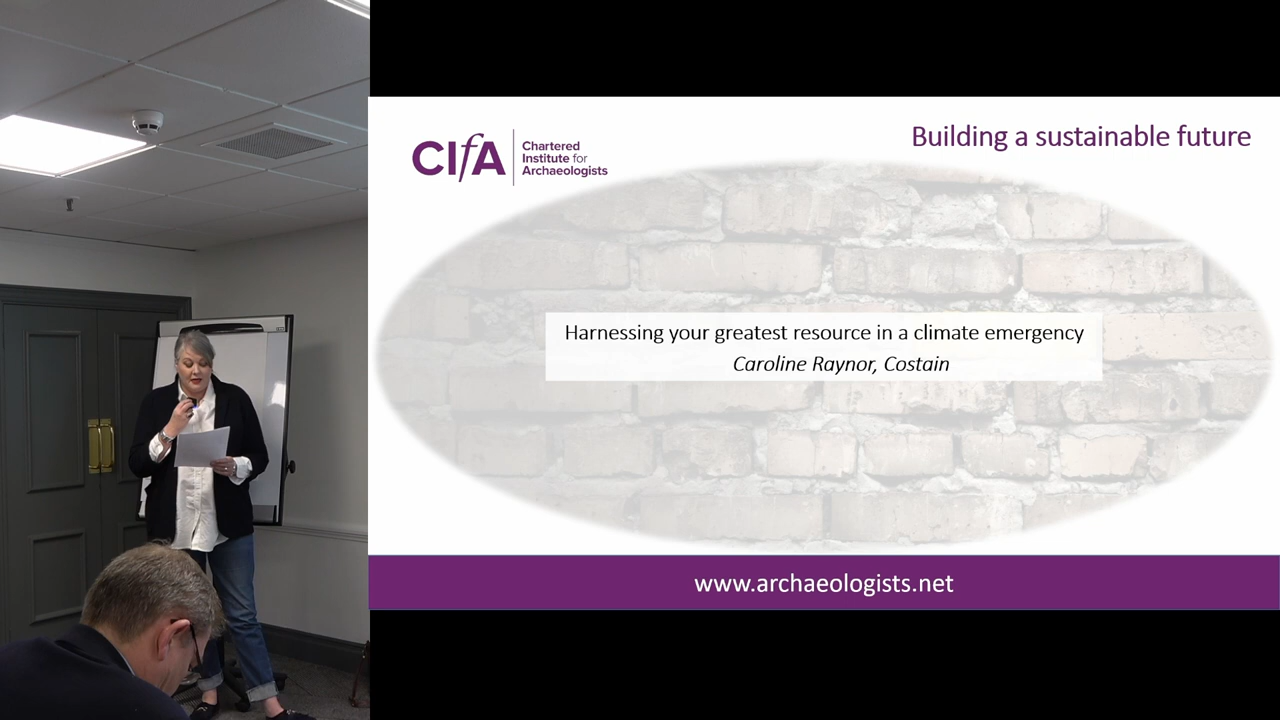 CIfA
Chartered
Institute for
Archaeologists
Building a sustainable future
Harnessing your greatest resource in a climate emergency
Caroline Raynor, Costain
www.archaeologists.net